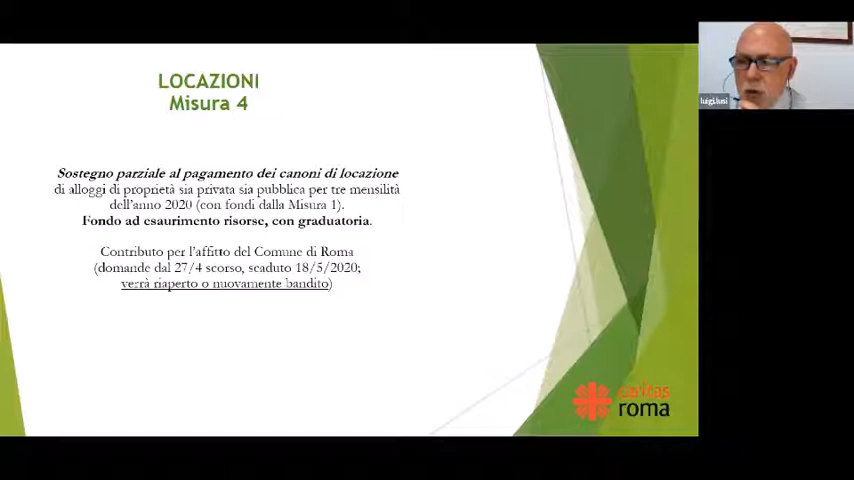 LOCAZIONI
Misura 4
Sostegno parziale al pagamento dei canoni di locazione
di alloggi di proprietà sia privata sia pubblica per tre mensilità
dell'anno 2020 (con fondi dalla Misura 1).
Fondo ad esaurimento risorse, con graduatoria.
Contributo per l'affitto del Comune di Roma
(domande dal 27/4 scorso, scaduto 18/5/2020;
verrà riaperto o nuovamente bandito)
caritas
roma
luigi.lusi